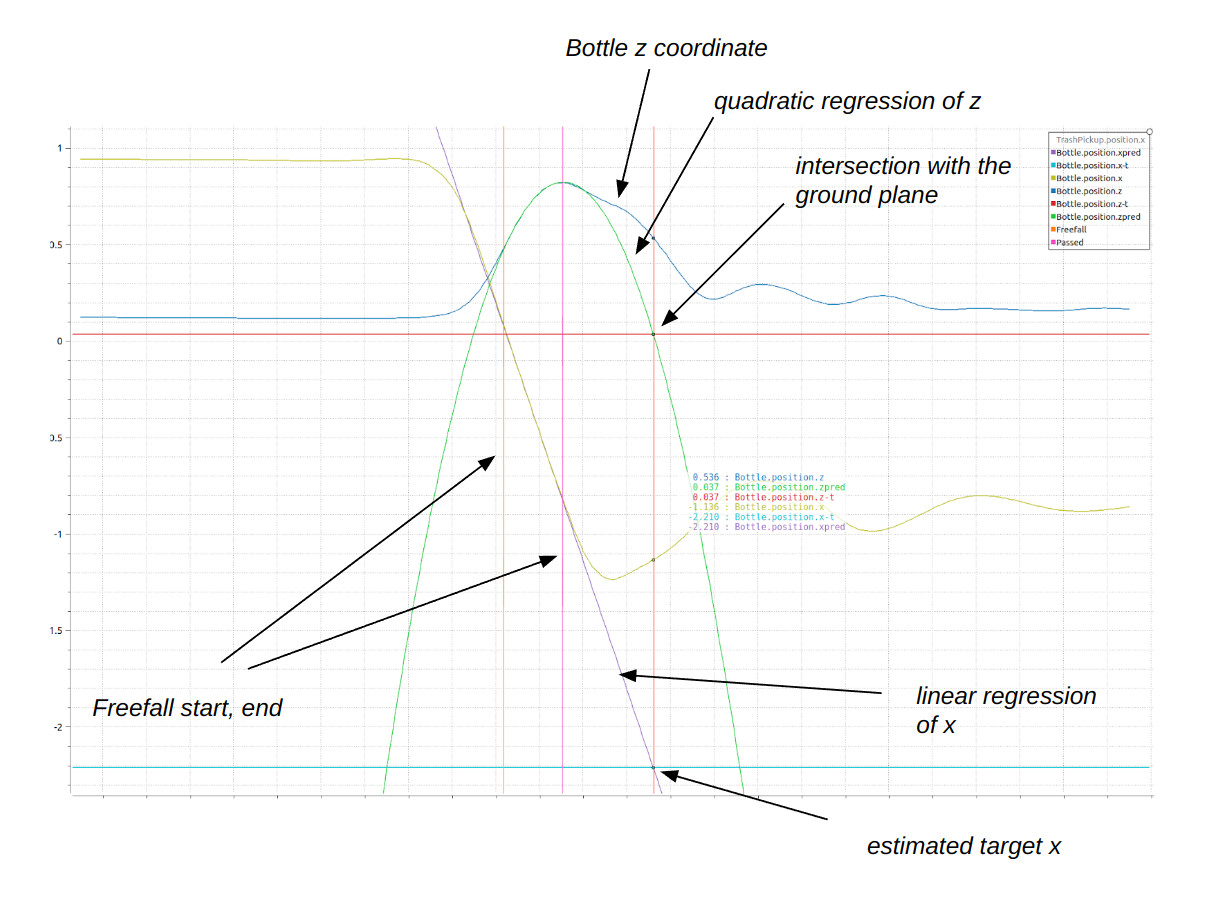 Bottle z coordinate
quadratic regression of z
intersection with the
ground plane
TrashPickup.position.x
Bottle.position.xpred
Bottle.position.x-t
Bottle.position.x
Bottle.position.z
Bottle.position.z-t
Bottle.position.zpred
Freefall
Passed
1
0.5
0
0.5
-1
1.5
-2
0.536 : Bottle.position.z
0.037 : Bottle.position.zpred
0.037 : Bottle.position.z-t
-1.136 : Bottle.position.x
-2.210 : Bottle.position.x-t
-2.210 : Bottle.position.xpred
Freefall start, end
linear regression
of x
estimated target x